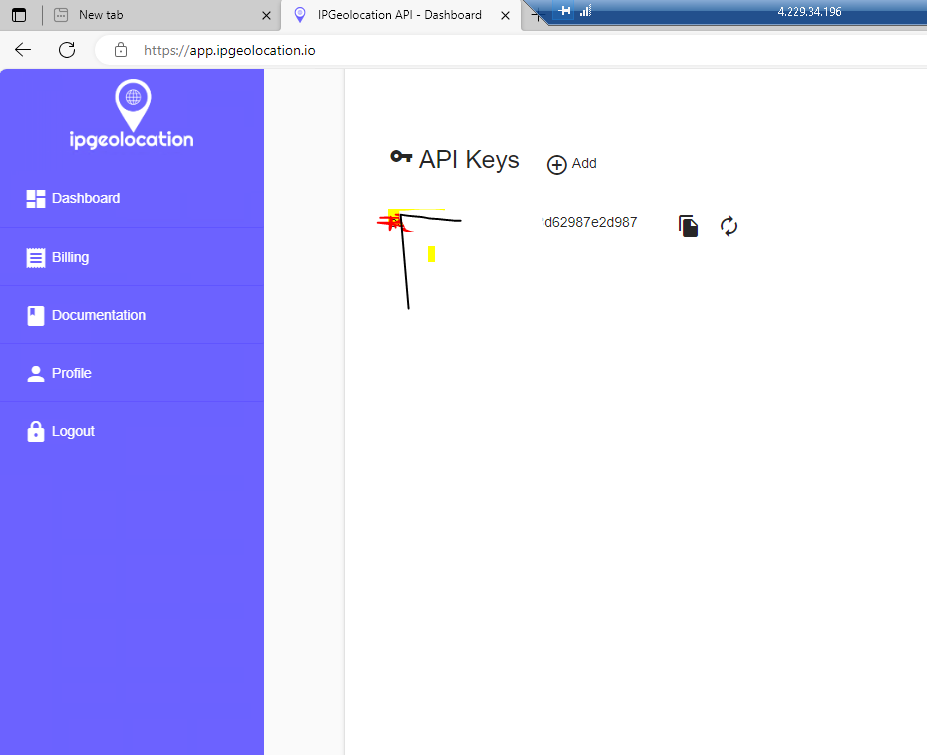 New tab
IPGeolocation API - Dashboard
4.229.34.196
https://app.ipgeolocation.io
ipgeolocation
API Keys
Add
Dashboard
d62987e2d987
Billing
Documentation
Profile
Logout